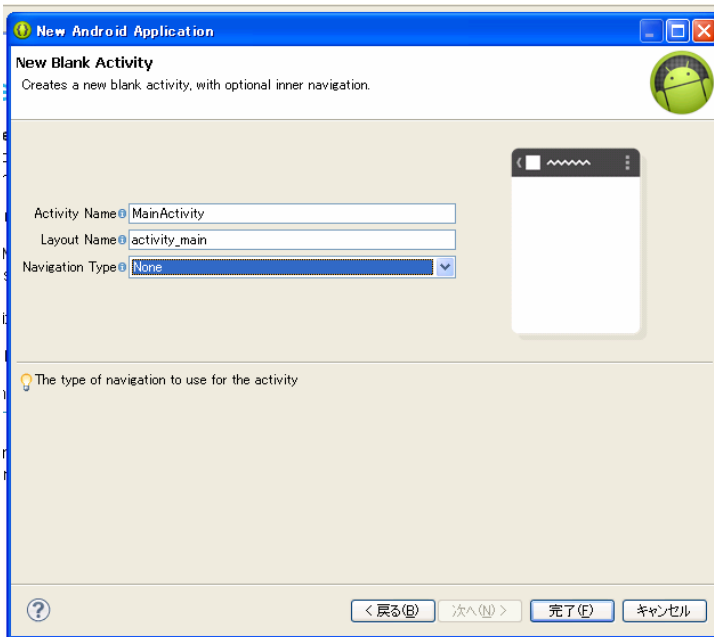 New Android Application
New Blank Activity
Creates a new blank activity, with optional inner navigation.
Activity Name MainActivity
Layout Name activity_main
Navigation Type None
The type of navigation to use for the activity
< 戻る(B) 次へ(N) > 完了(F) キャンセル